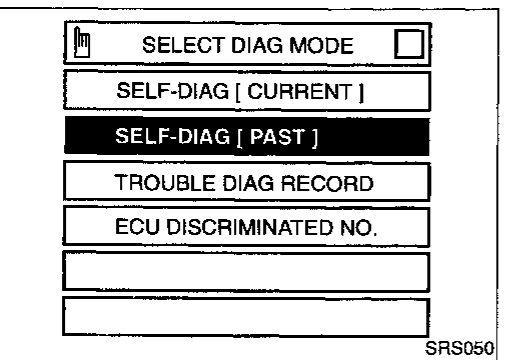 SELECT DIAG MODE
SELF-DIAG [ CURRENT ]
SELF-DIAG [ PAST ]
TROUBLE DIAG RECORD
ECU DISCRIMINATED NO.
SRS050